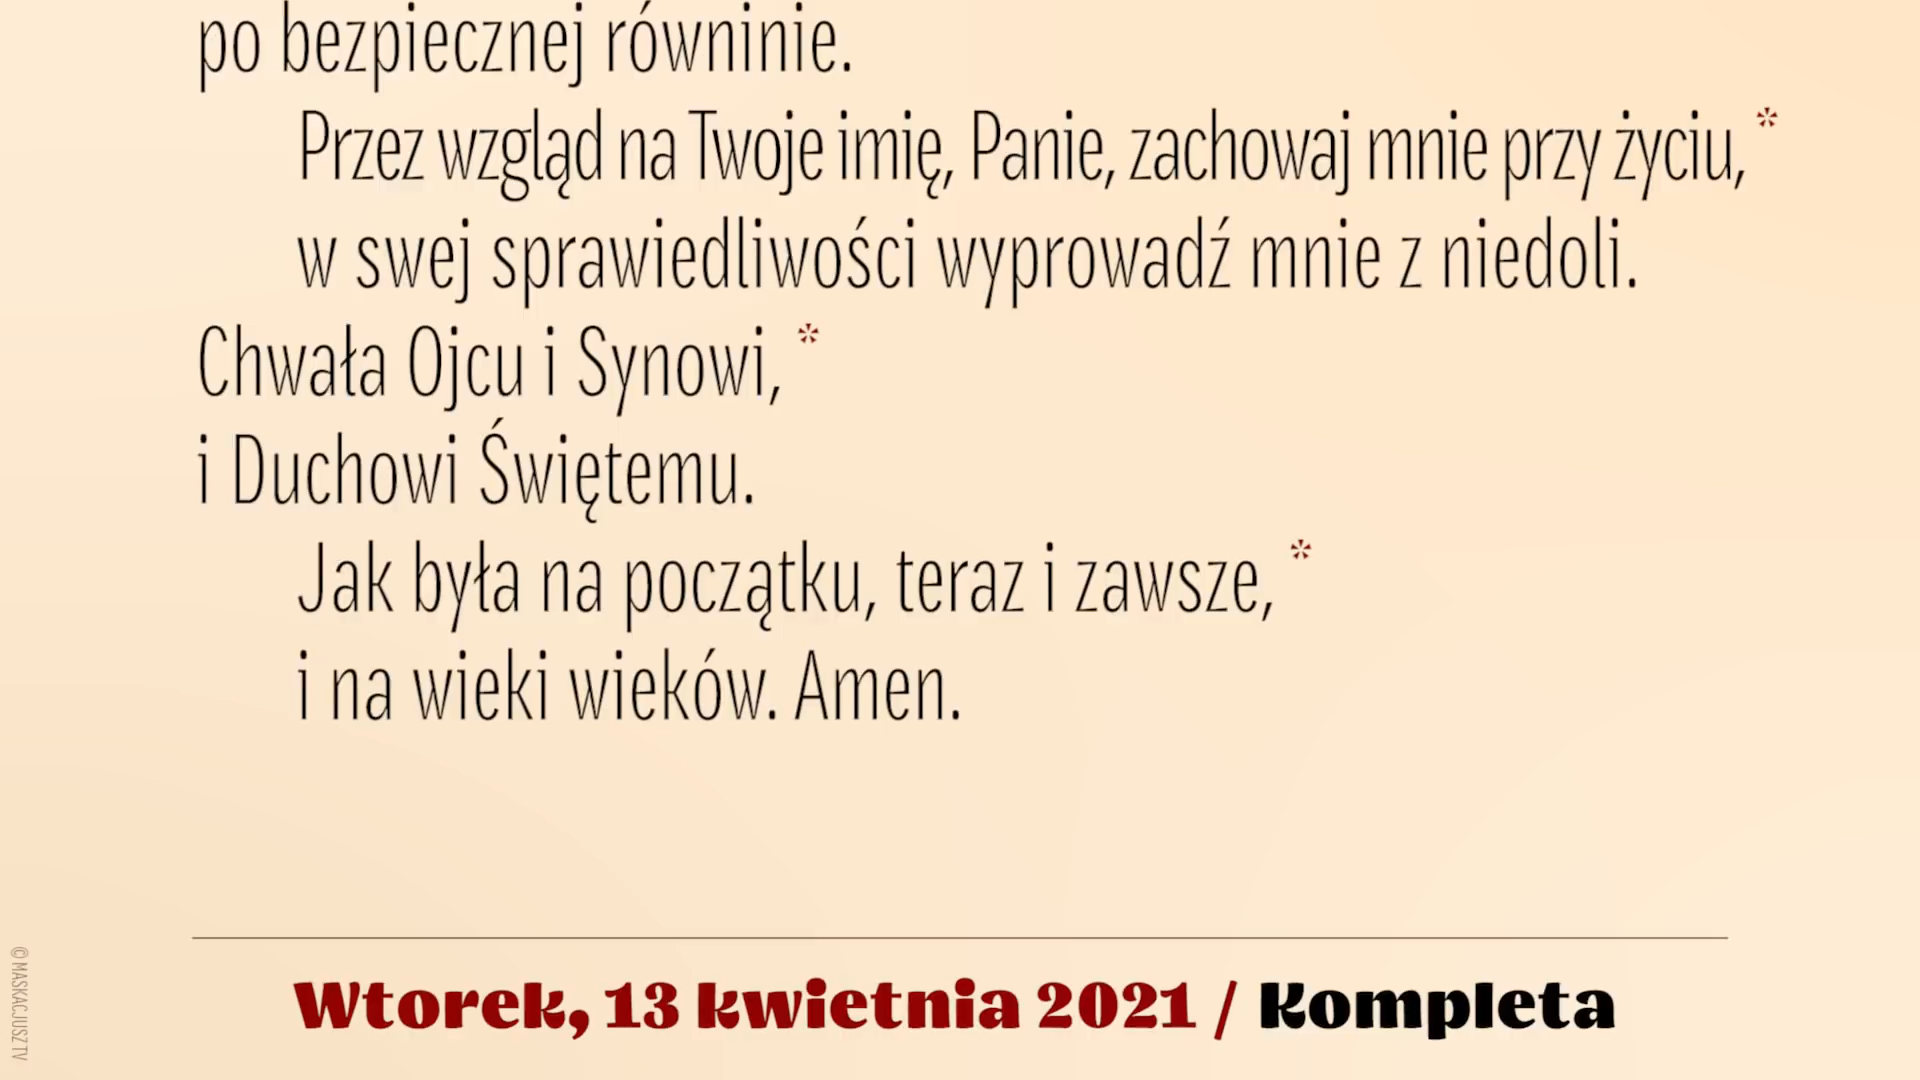 po bezpiecznej równinie.
Przez wzgląd na Twoje imię, Panie, zachowaj mnie przy życiu, *
w swej sprawiedliwości wyprowadź mnie z niedoli.
Chwała Ojcu i Synowi, *
i Duchowi Świętemu.
Jak była na początku, teraz i zawsze, *
i na wieki wieków. Amen.
Wtorek, 13 kwietnia 2021 / Kompleta
© MASKACJUSZ TV